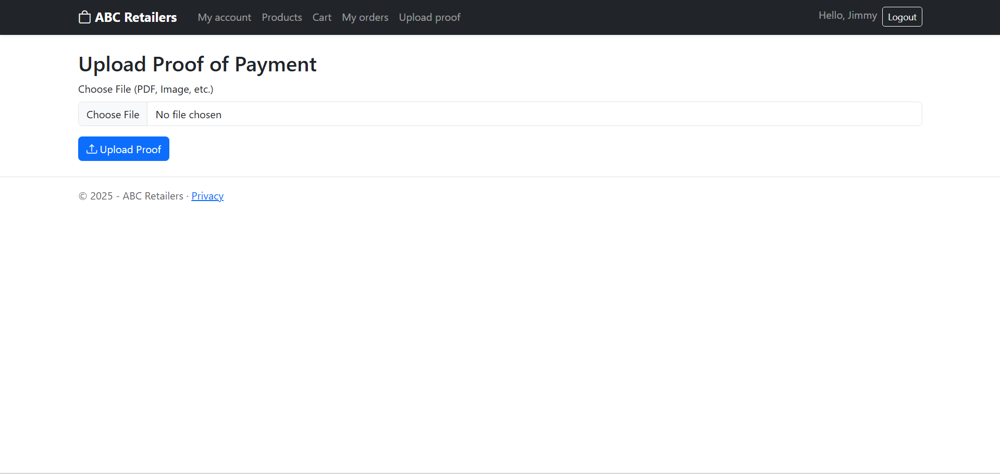 ABC Retailers My account Products Cart My orders Upload proof Hello, Jimmy Logout
Upload Proof of Payment
Choose File (PDF, Image, etc.)
Choose File No file chosen
Upload Proof
© 2025 - ABC Retailers · Privacy